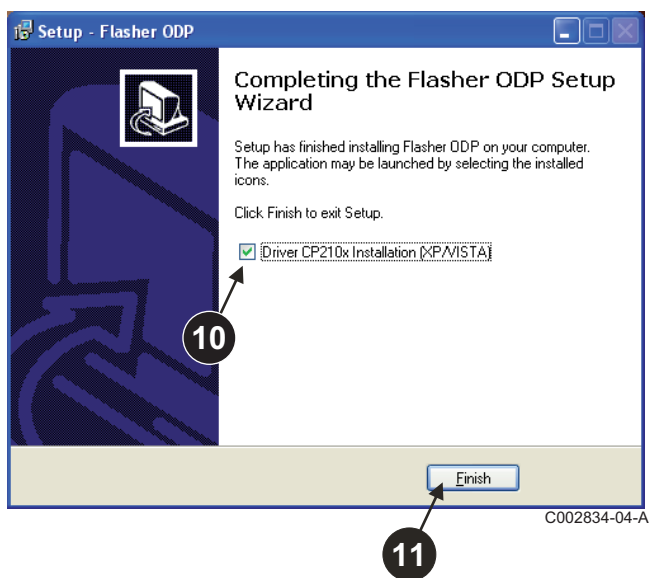 Setup - Flasher ODP
Completing the Flasher ODP Setup
Wizard
Setup has finished installing Flasher ODP on your computer.
The application may be launched by selecting the installed
icons.
Click Finish to exit Setup.
Driver CP210x Installation (XP/VISTA)
10
Finish
C002834-04-A
11